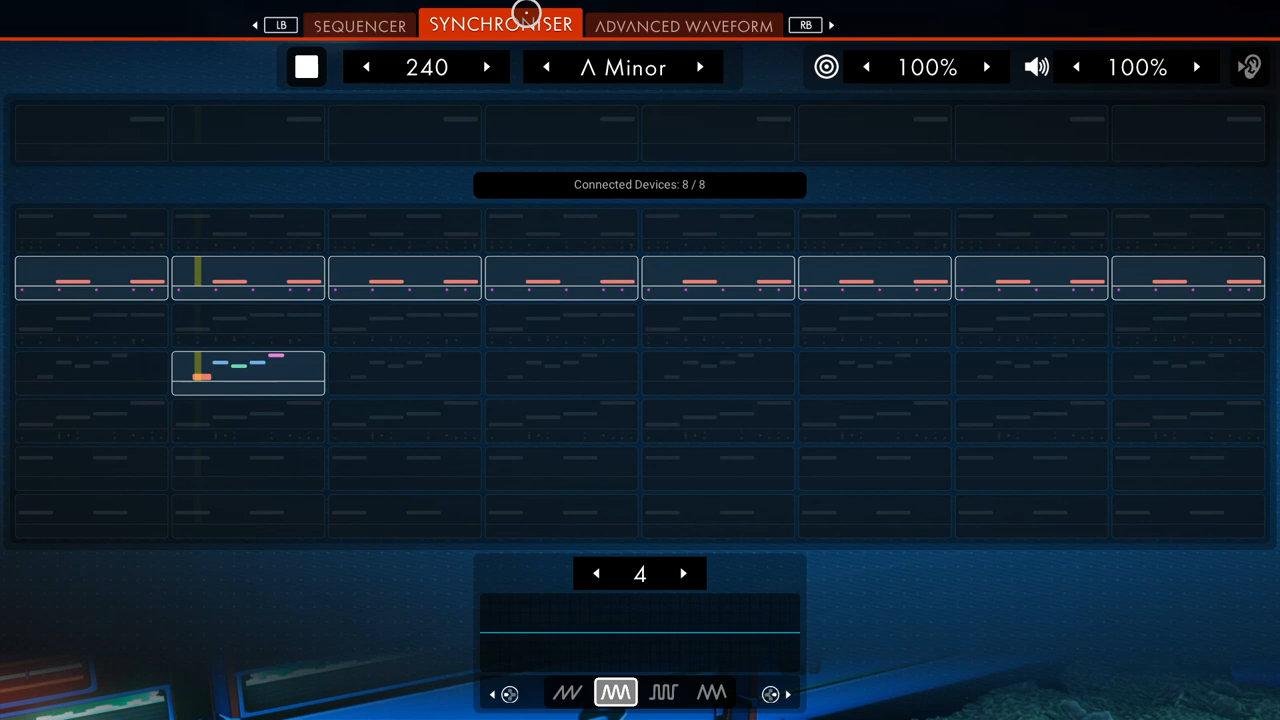 LB SEQUENCER SYNCHRONISER ADVANCED WAVEFORM RB
240 A Minor 100% 100%
Connected Devices: 8 / 8
4